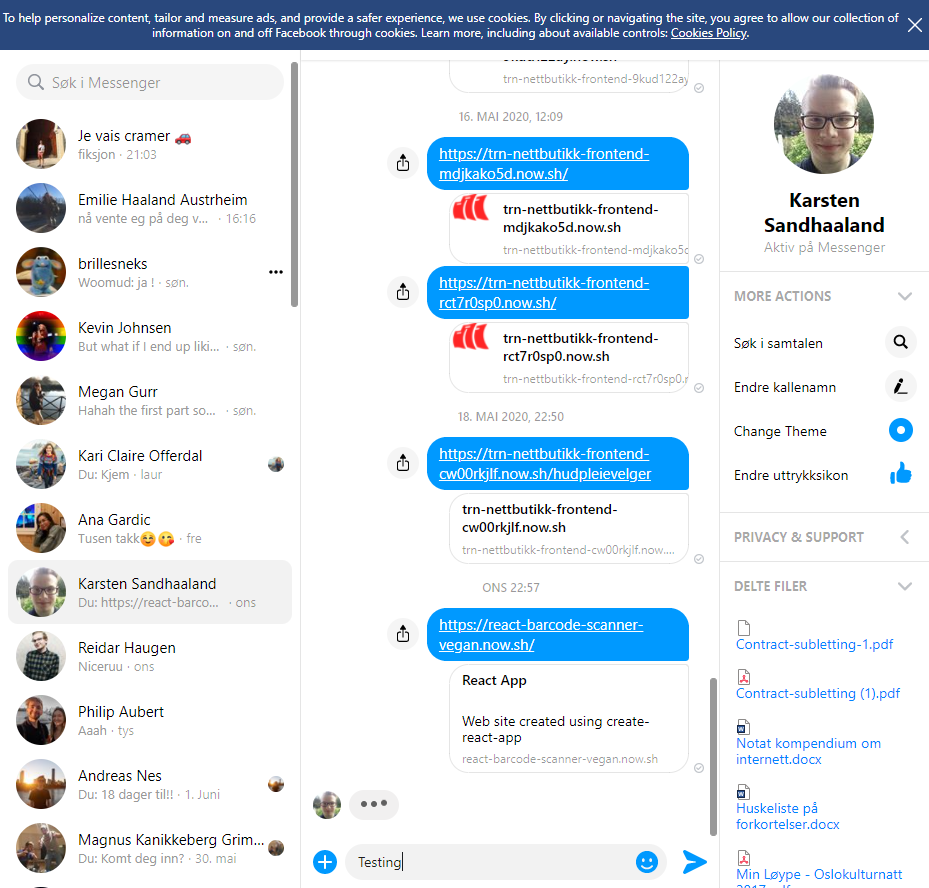 To help personalize content, tailor and measure ads, and provide a safer experience, we use cookies. By clicking or navigating the site, you agree to allow our collection of
information on and off Facebook through cookies. Learn more, including about available controls: Cookies Policy.
Søk i Messenger
Je vais cramer 🚗
fiksjon · 21:03
Emilie Haaland Austrheim
nå vente eg på deg v... · 16:16
brillesneks
Woomud: ja ! · søn.
Kevin Johnsen
But what if I end up liki... · søn.
Megan Gurr
Hahah the first part so... · søn.
Kari Claire Offerdal
Du: Kjem · laur
Ana Gardic
Tusen takk😊😘 · fre
Karsten Sandhaaland
Du: https://react-barco... · ons
Reidar Haugen
Niceruu · ons
Philip Aubert
Aaah · tys
Andreas Nes
Du: 18 dager til!! · 1. Juni
Magnus Kanikkeberg Grim...
Du: Komt deg inn? · 30. mai
trn-nettbutikk-frontend-9kud122ay
16. MAI 2020, 12:09
https://trn-nettbutikk-frontend-
mdjkako5d.now.sh/
trn-nettbutikk-frontend-
mdjkako5d.now.sh
trn-nettbutikk-frontend-mdjkako5d
https://trn-nettbutikk-frontend-
rct7r0sp0.now.sh/
trn-nettbutikk-frontend-
rct7r0sp0.now.sh
trn-nettbutikk-frontend-rct7r0sp0.n
18. MAI 2020, 22:50
https://trn-nettbutikk-frontend-
cw00rkjlf.now.sh/hudpleievelger
trn-nettbutikk-frontend-
cw00rkjlf.now.sh
trn-nettbutikk-frontend-cw00rkjlf.now....
ONS 22:57
https://react-barcode-scanner-
vegan.now.sh/
React App
Web site created using create-
react-app
react-barcode-scanner-vegan.now.sh
Testing
Karsten
Sandhaaland
Aktiv på Messenger
MORE ACTIONS
Søk i samtalen
Endre kallenamn
Change Theme
Endre uttrykksikon
PRIVACY & SUPPORT
DELTE FILER
Contract-subletting-1.pdf
Contract-subletting (1).pdf
Notat kompendium om
internett.docx
Huskeliste på
forkortelser.docx
Min Løype - Oslokulturnatt